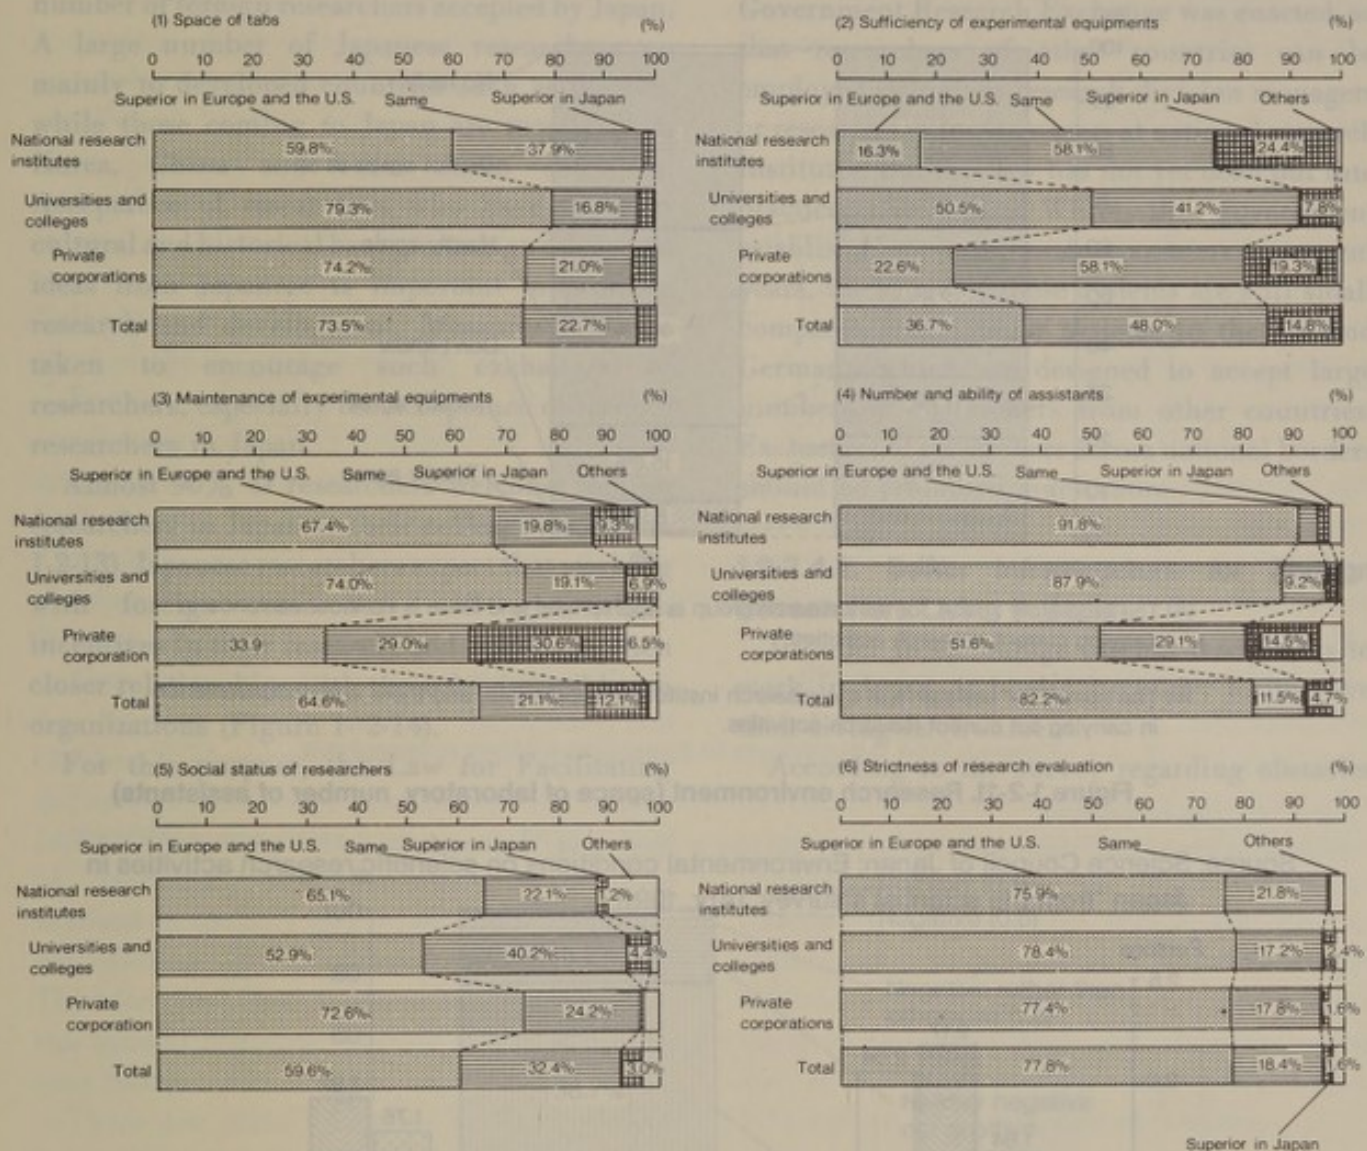 (1) Space of tabs (%)
0 10 20 30 40 50 60 70 80 90 100
Superior in Europe and the U.S. Same Superior in Japan
National research institutes 59.8% 37.9%
Universities and colleges 79.3% 16.8%
Private corporations 74.2% 21.0%
Total 73.5% 22.7%
(2) Sufficiency of experimental equipments (%)
0 10 20 30 40 50 60 70 80 90 100
Superior in Europe and the U.S. Same Superior in Japan Others
National research institutes 16.3% 58.1% 24.4%
Universities and colleges 50.5% 41.2% 7.8%
Private corporations 22.6% 58.1% 19.3%
Total 36.7% 48.0% 14.8%
(3) Maintenance of experimental equipments (%)
0 10 20 30 40 50 60 70 80 90 100
Superior in Europe and the U.S. Same Superior in Japan Others
National research institutes 67.4% 19.8% 9.3%
Universities and colleges 74.0% 19.1% 6.9%
Private corporation 33.9 29.0% 30.6% 6.5%
Total 64.6% 21.1% 12.1%
(4) Number and ability of assistants (%)
0 10 20 30 40 50 60 70 80 90 100
Superior in Europe and the U.S. Same Superior in Japan Others
National research institutes 91.8%
Universities and colleges 87.9% 9.2%
Private corporations 51.6% 29.1% 14.5%
Total 82.2% 11.5% 4.7%
(5) Social status of researchers (%)
0 10 20 30 40 50 60 70 80 90 100
Superior in Europe and the U.S. Same Superior in Japan Others
National research institutes 65.1% 22.1% 1.2%
Universities and colleges 52.9% 40.2% 4.4%
Private corporation 72.6% 24.2%
Total 59.6% 32.4% 3.0%
(6) Strictness of research evaluation (%)
0 10 20 30 40 50 60 70 80 90 100
Superior in Europe and the U.S. Same Others
National research institutes 75.9% 21.8%
Universities and colleges 78.4% 17.2% 2.4%
Private corporations 77.4% 17.8% 1.6%
Total 77.8% 18.4% 1.6%
Superior in Japan